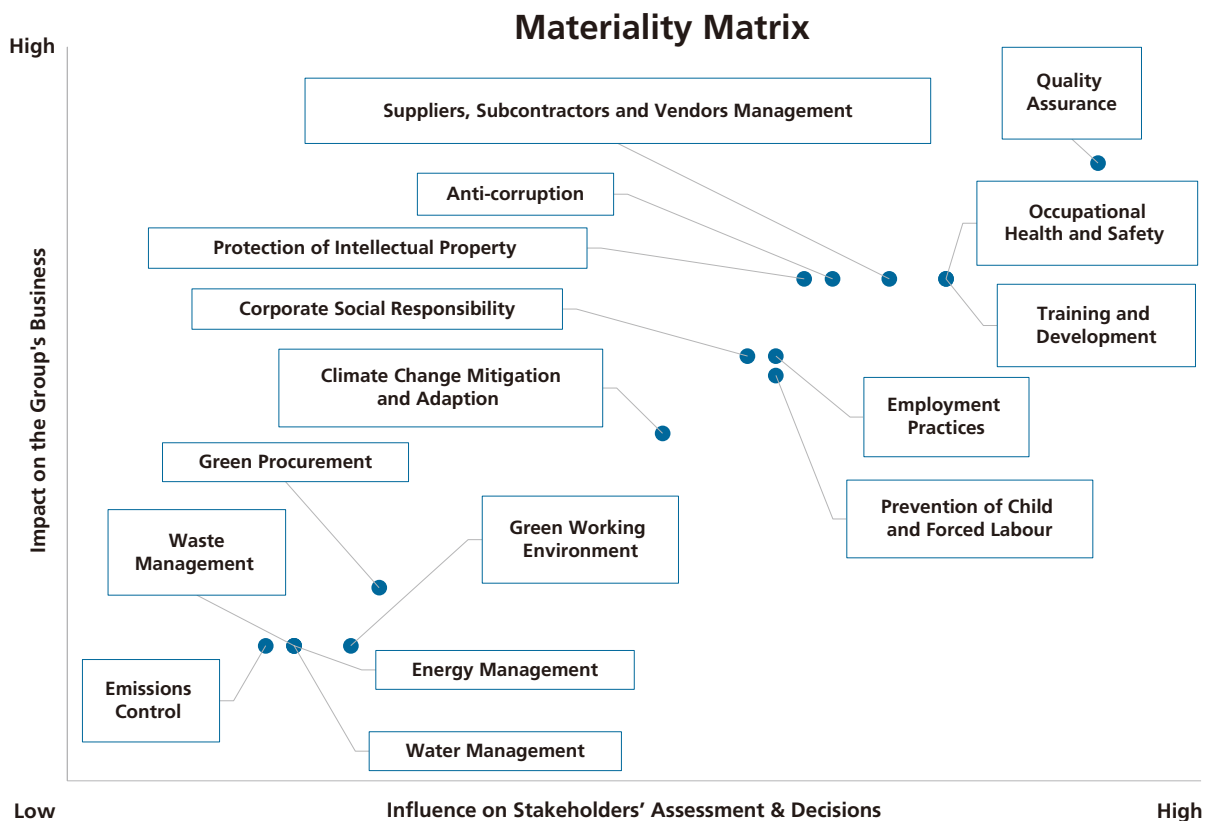 Materiality Matrix
High
Suppliers, Subcontractors and Vendors Management
Quality
Assurance
Anti-corruption
Occupational
Health and Safety
Protection of Intellectual Property
Corporate Social Responsibility
Training and
Development
Climate Change Mitigation
and Adaption
Employment
Practices
Green Procurement
Prevention of Child
and Forced Labour
Green Working
Environment
Waste
Management
Energy Management
Emissions
Control
Water Management
Impact on the Group's Business
Low
Influence on Stakeholders’ Assessment & Decisions
High